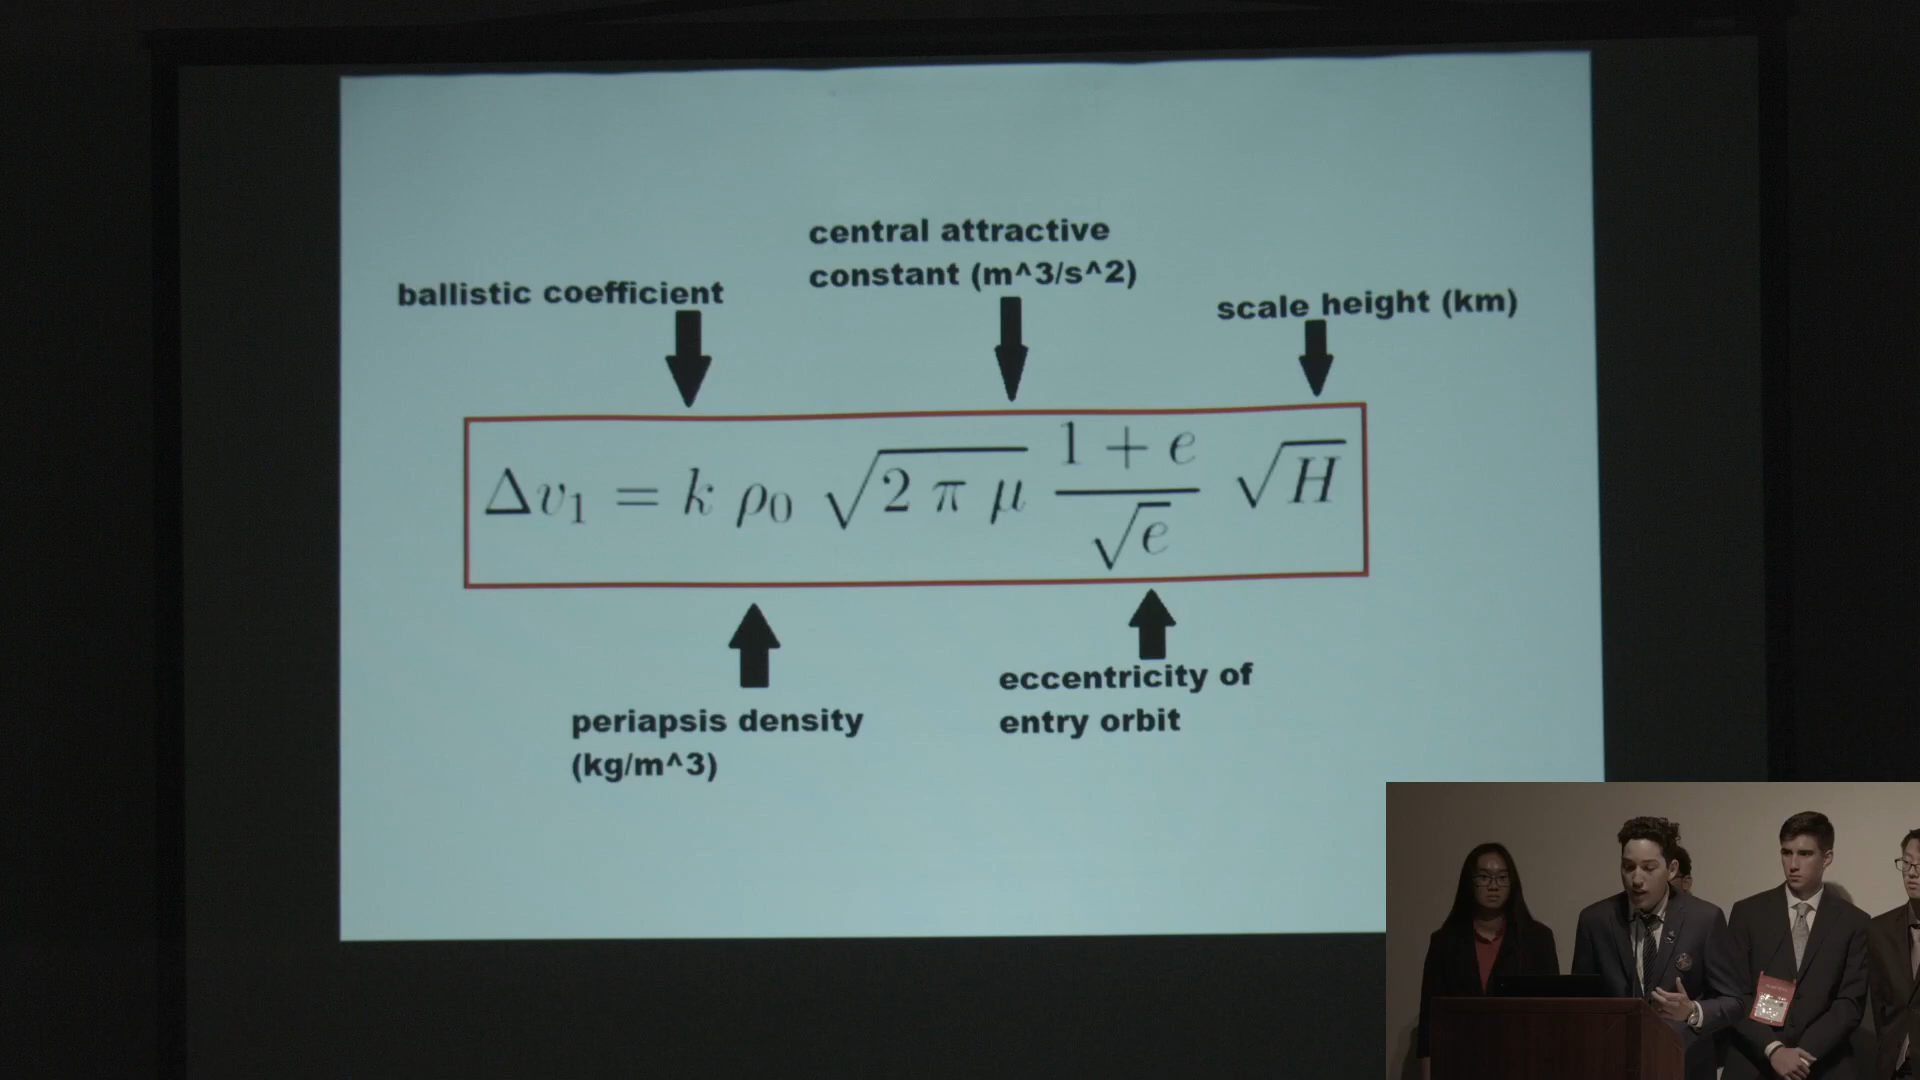 central attractive
constant (m^3/s^2)
ballistic coefficient
scale height (km)
Δv₁ = k ρ₀ √(2 π μ) (1 + e)/√e √H
periapsis density
(kg/m^3)
eccentricity of
entry orbit